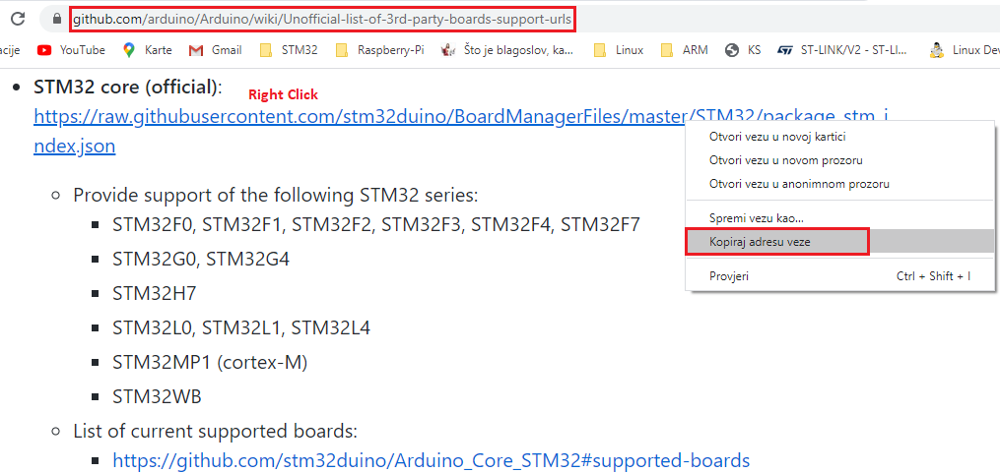 github.com/arduino/Arduino/wiki/Unofficial-list-of-3rd-party-boards-support-urls
acije YouTube Karte Gmail STM32 Raspberry-Pi Što je blagoslov, ka... Linux ARM KS ST-LINK/V2 - ST-LI... Linux Dev
STM32 core (official):
Right Click
https://raw.githubusercontent.com/stm32duino/BoardManagerFiles/master/STM32/package_stm_i
ndex.json
Otvori vezu u novoj kartici
Otvori vezu u novom prozoru
Otvori vezu u anonimnom prozoru
Spremi vezu kao...
Kopiraj adresu veze
Provjeri Ctrl + Shift + I
Provide support of the following STM32 series:
STM32F0, STM32F1, STM32F2, STM32F3, STM32F4, STM32F7
STM32G0, STM32G4
STM32H7
STM32L0, STM32L1, STM32L4
STM32MP1 (cortex-M)
STM32WB
List of current supported boards:
https://github.com/stm32duino/Arduino_Core_STM32#supported-boards